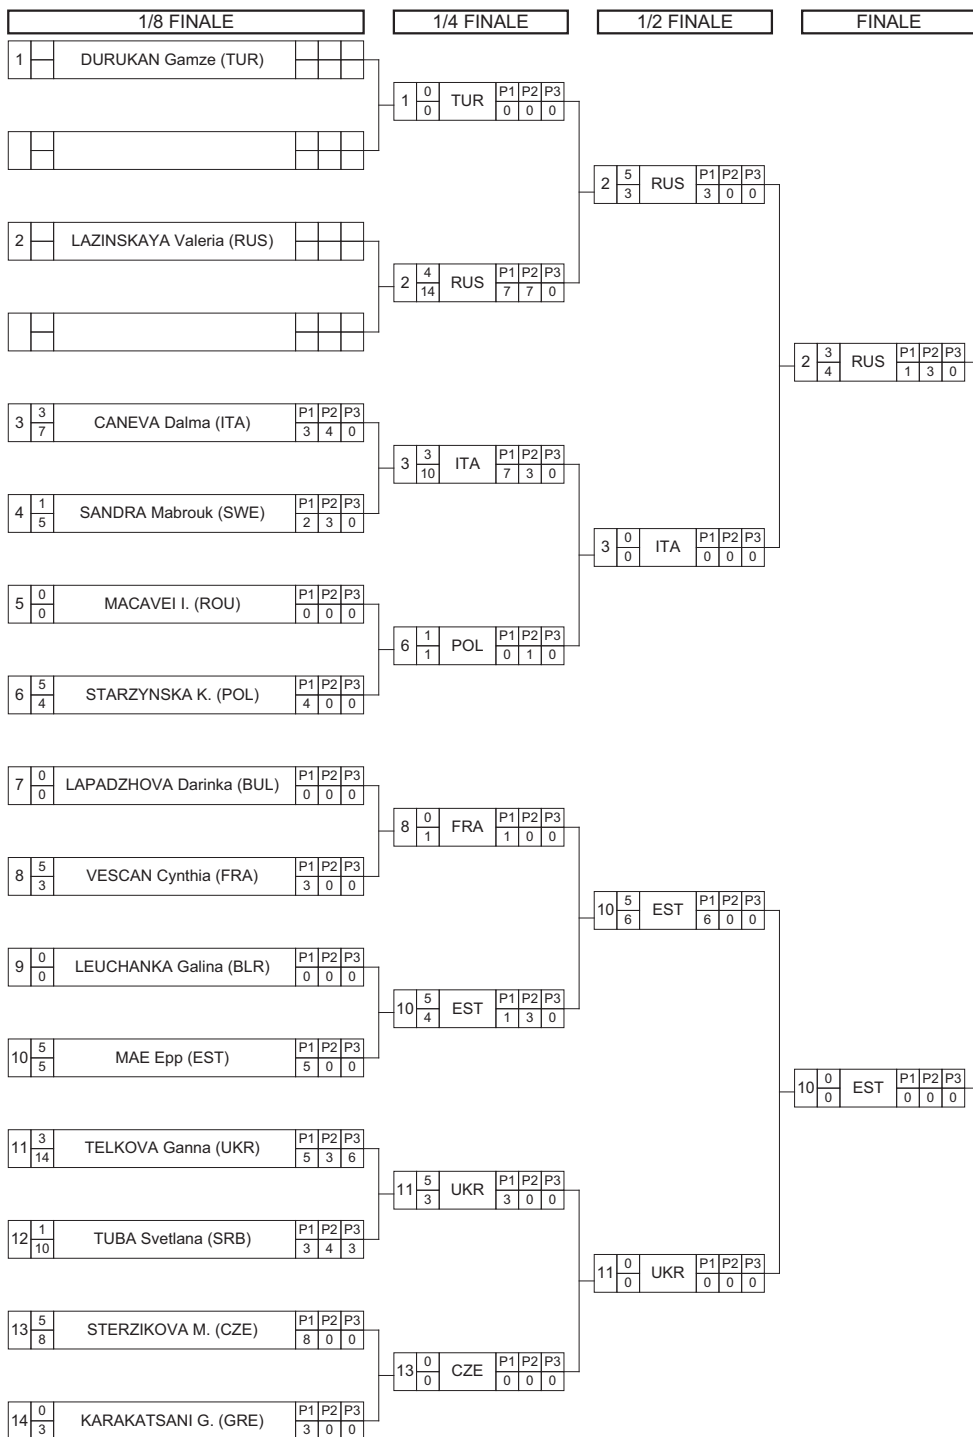 1/8 FINALE 1/4 FINALE 1/2 FINALE FINALE
1 DURUKAN Gamze (TUR)
1 0 0 TUR P1 P2 P3 0 0 0
2 5 3 RUS P1 P2 P3 3 0 0
2 LAZINSKAYA Valeria (RUS)
2 4 14 RUS P1 P2 P3 7 7 0
2 3 4 RUS P1 P2 P3 1 3 0
3 3 7 CANEVA Dalma (ITA) P1 P2 P3 3 4 0
3 3 10 ITA P1 P2 P3 7 3 0
4 1 5 SANDRA Mabrouk (SWE) P1 P2 P3 2 3 0
3 0 0 ITA P1 P2 P3 0 0 0
5 0 0 MACAVEI I. (ROU) P1 P2 P3 0 0 0
6 1 1 POL P1 P2 P3 0 1 0
6 5 4 STARZYNSKA K. (POL) P1 P2 P3 4 0 0
7 0 0 LAPADZHOVA Darinka (BUL) P1 P2 P3 0 0 0
8 0 1 FRA P1 P2 P3 1 0 0
8 5 3 VESCAN Cynthia (FRA) P1 P2 P3 3 0 0
10 5 6 EST P1 P2 P3 6 0 0
9 0 0 LEUCHANKA Galina (BLR) P1 P2 P3 0 0 0
10 5 4 EST P1 P2 P3 1 3 0
10 5 5 MAE Epp (EST) P1 P2 P3 5 0 0
10 0 0 EST P1 P2 P3 0 0 0
11 3 14 TELKOVA Ganna (UKR) P1 P2 P3 5 3 6
11 5 3 UKR P1 P2 P3 3 0 0
12 1 10 TUBA Svetlana (SRB) P1 P2 P3 3 4 3
11 0 0 UKR P1 P2 P3 0 0 0
13 5 8 STERZIKOVA M. (CZE) P1 P2 P3 8 0 0
13 0 0 CZE P1 P2 P3 0 0 0
14 0 3 KARAKATSANI G. (GRE) P1 P2 P3 3 0 0